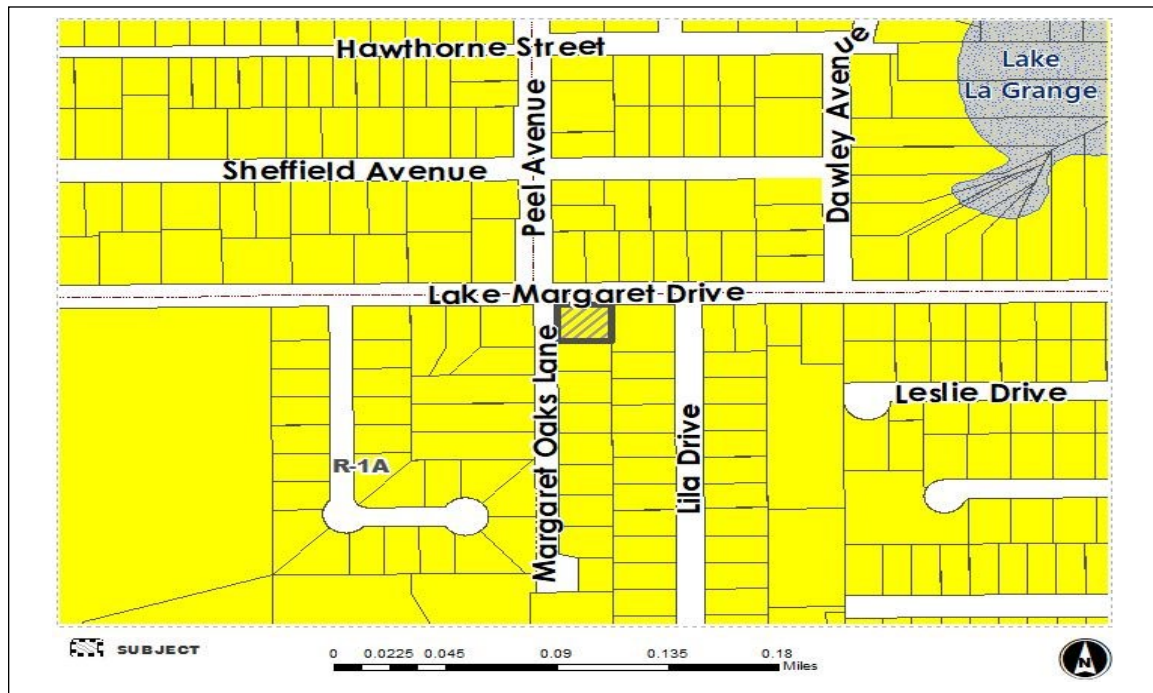 Hawthorne Street
Lake
La Grange
Peel Avenue
Dawley Avenue
Sheffield Avenue
Lake Margaret Drive
Margaret Oaks Lane
Lila Drive
Leslie Drive
R-1A
SUBJECT
0 0.0225 0.045 0.09 0.135 0.18
Miles
N